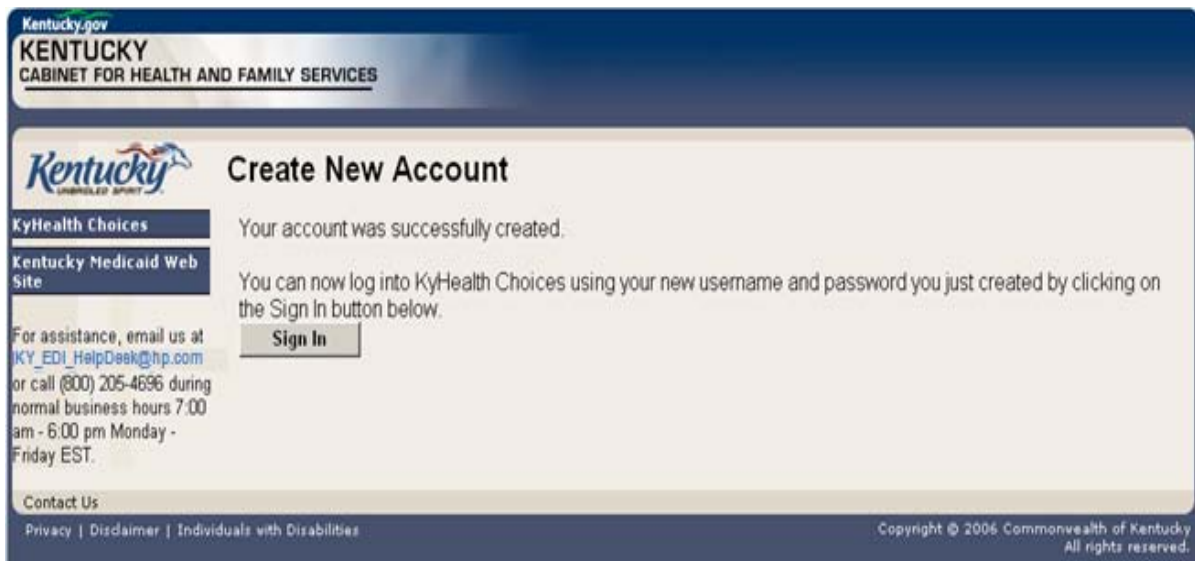 Kentucky.gov
KENTUCKY
CABINET FOR HEALTH AND FAMILY SERVICES
Kentucky
UNBRIDLED SPIRIT
KyHealth Choices
Kentucky Medicaid Web
Site
For assistance, email us at
KY_EDI_HelpDesk@hp.com
or call (800) 205-4696 during
normal business hours 7:00
am - 6:00 pm Monday -
Friday EST.
Create New Account
Your account was successfully created.
You can now log into KyHealth Choices using your new username and password you just created by clicking on
the Sign In button below.
Sign In
Contact Us
Privacy | Disclaimer | Individuals with Disabilities
Copyright © 2006 Commonwealth of Kentucky
All rights reserved.